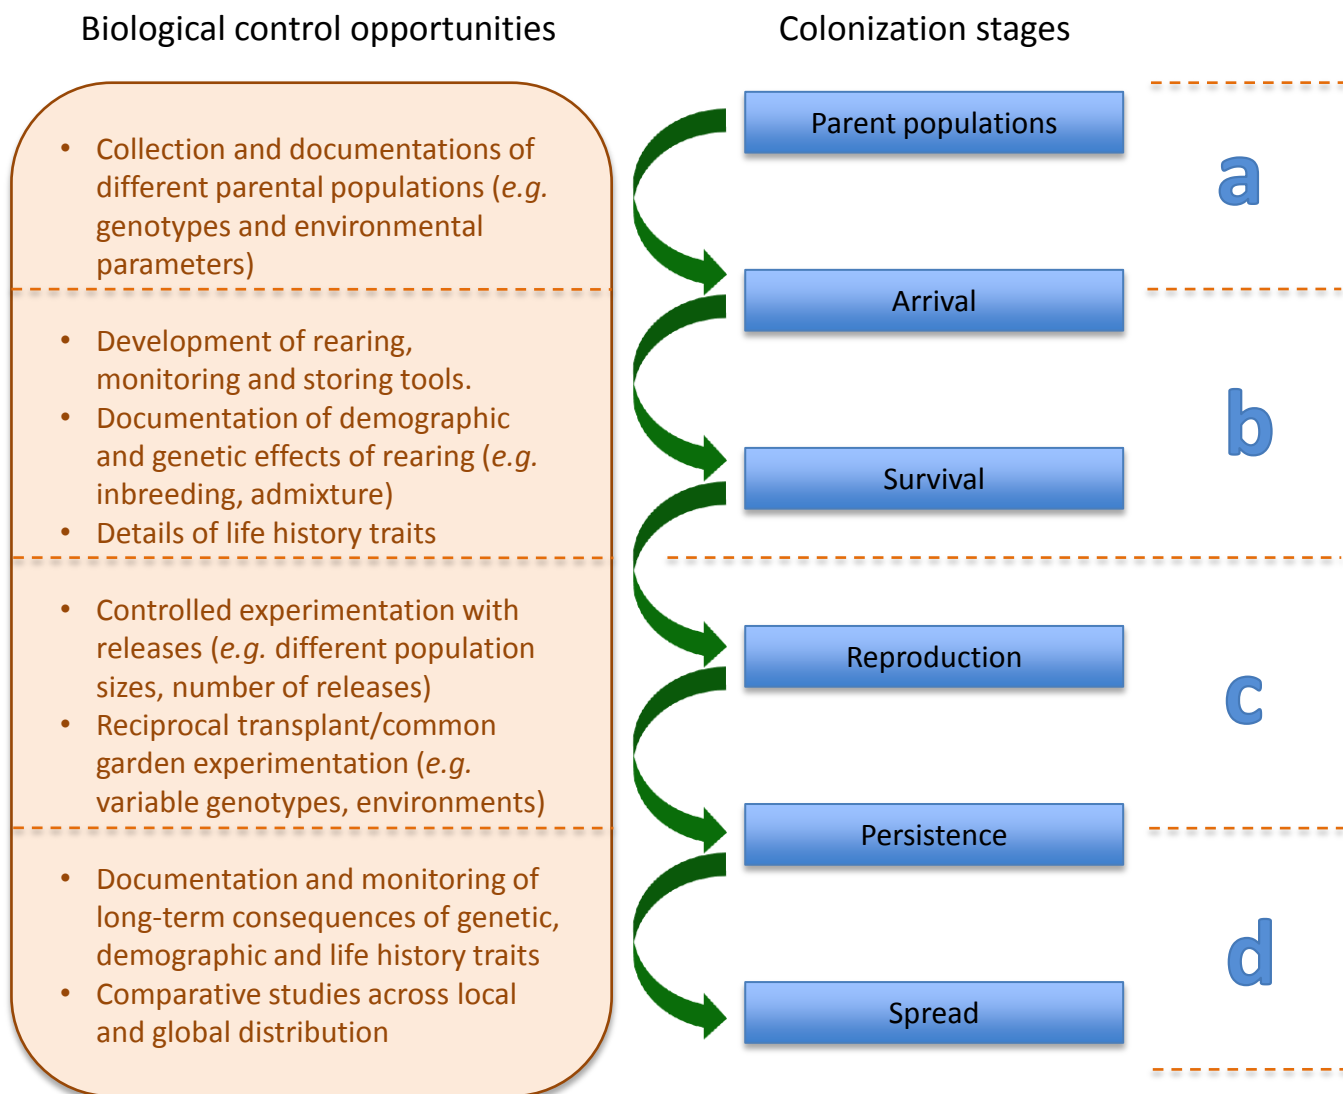 Biological control opportunities
• Collection and documentations of
different parental populations (e.g.
genotypes and environmental
parameters)
• Development of rearing,
monitoring and storing tools.
• Documentation of demographic
and genetic effects of rearing (e.g.
inbreeding, admixture)
• Details of life history traits
• Controlled experimentation with
releases (e.g. different population
sizes, number of releases)
• Reciprocal transplant/common
garden experimentation (e.g.
variable genotypes, environments)
• Documentation and monitoring of
long-term consequences of genetic,
demographic and life history traits
• Comparative studies across local
and global distribution
Colonization stages
Parent populations
Arrival
Survival
Reproduction
Persistence
Spread
a
b
c
d